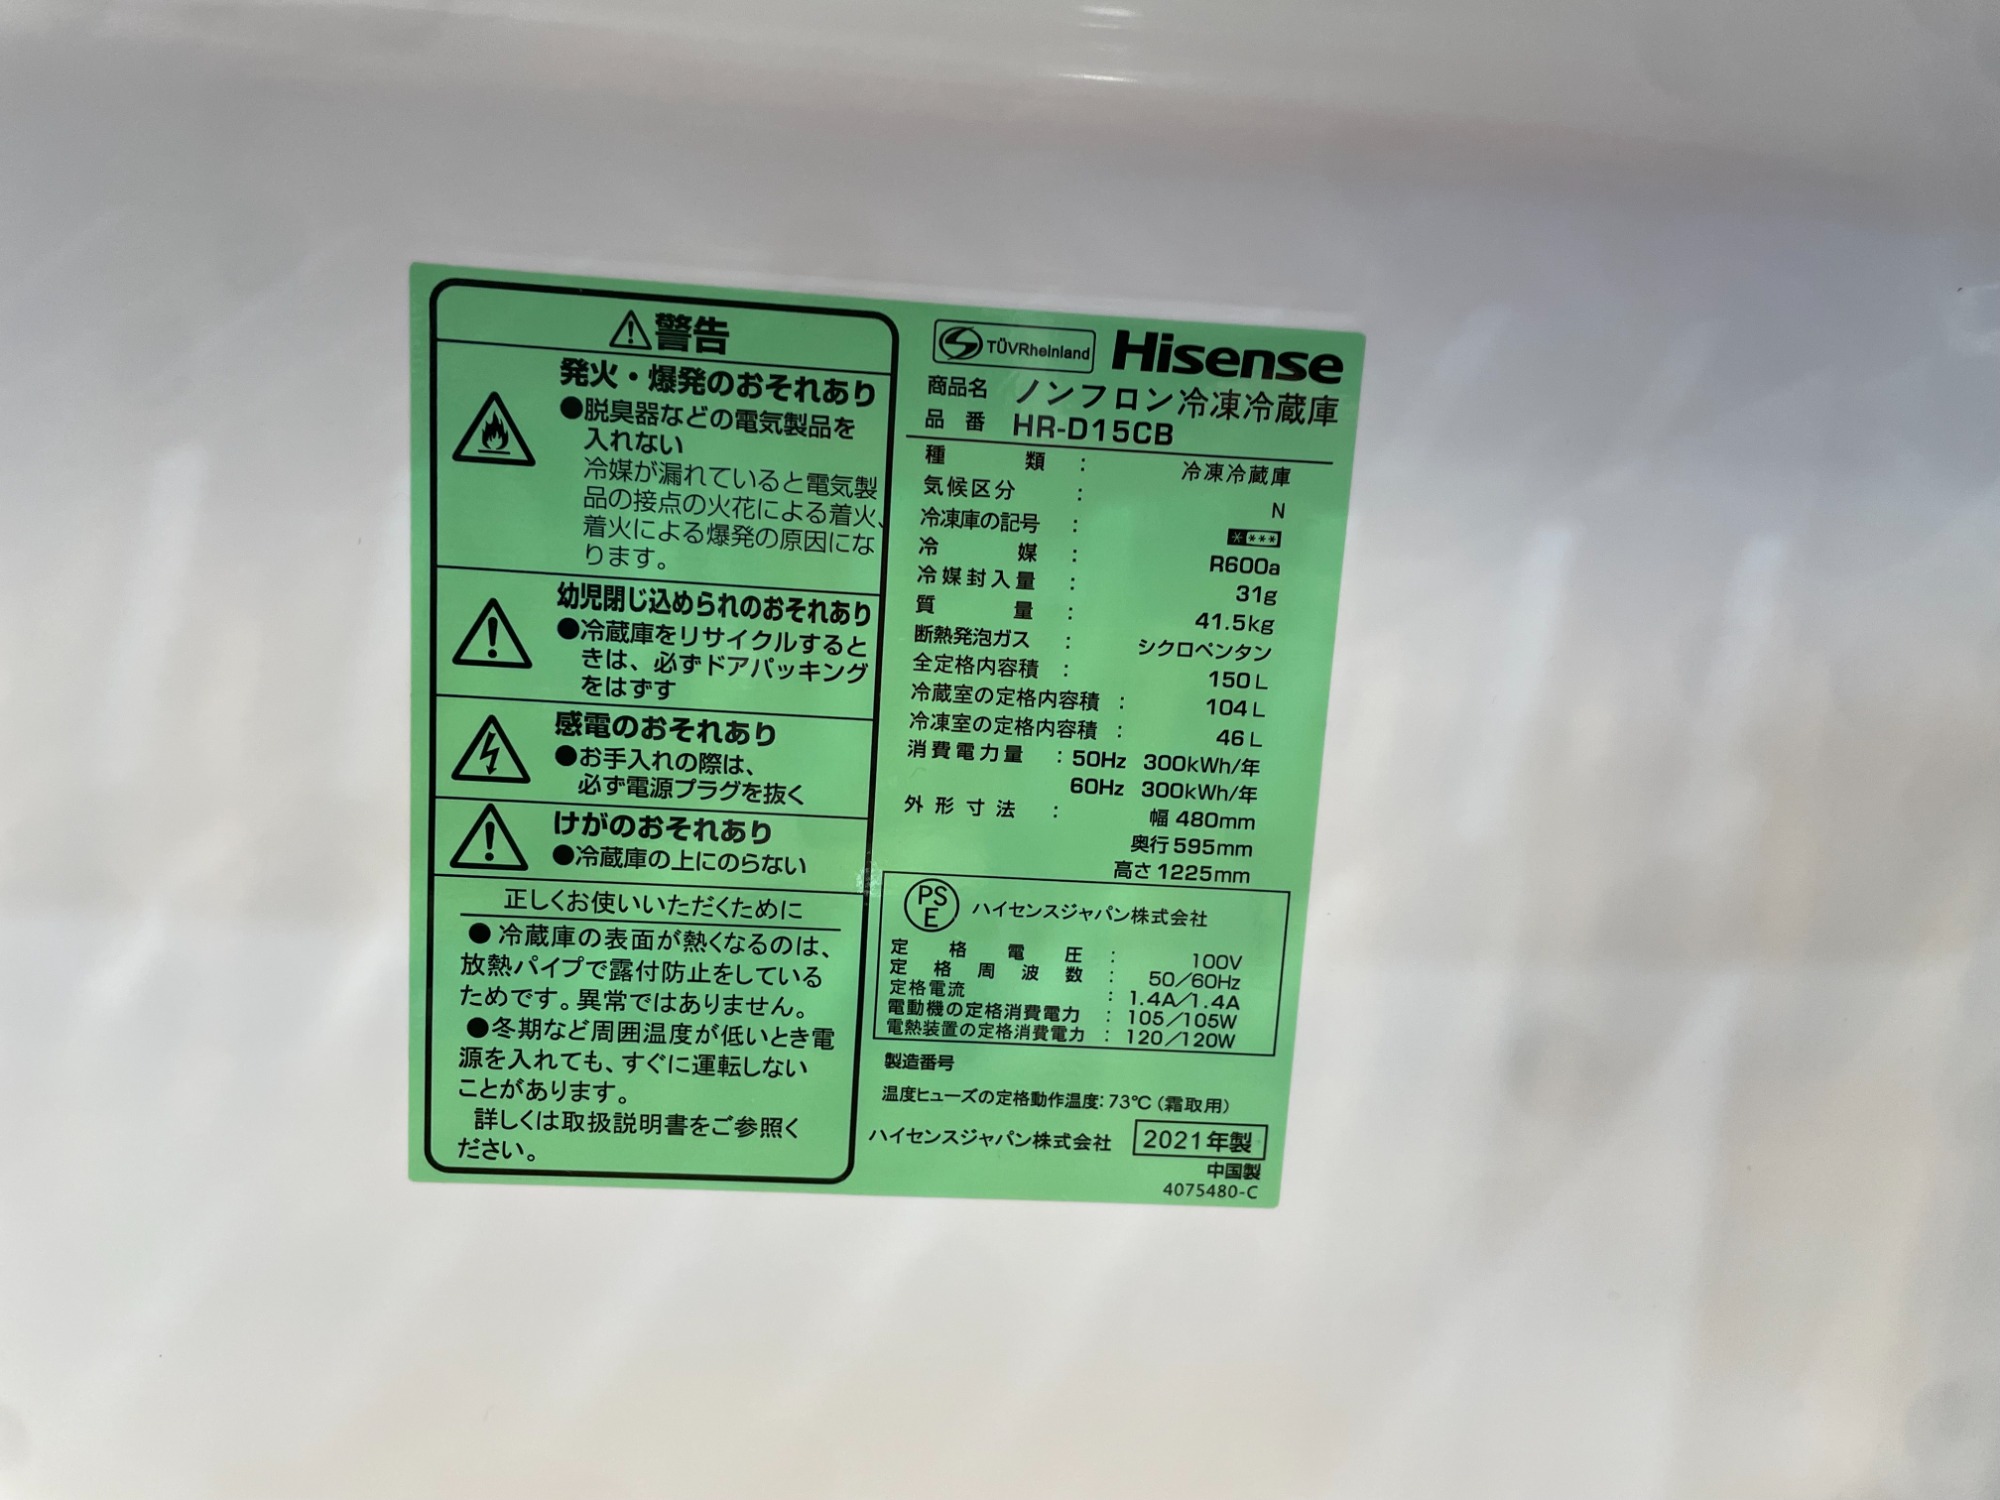 警告
発火・爆発のおそれあり
●脱臭器などの電気製品を
入れない
冷媒が漏れていると電気製
品の接点の火花による着火、
着火による爆発の原因にな
ります。
幼児閉じ込められのおそれあり
●冷蔵庫をリサイクルすると
きは、必ずドアパッキング
をはずす
感電のおそれあり
●お手入れの際は、
必ず電源プラグを抜く
けがのおそれあり
●冷蔵庫の上にのらない
正しくお使いいただくために
●冷蔵庫の表面が熱くなるのは、
放熱パイプで露付防止をしている
ためです。異常ではありません。
●冬期など周囲温度が低いとき電
源を入れても、すぐに運転しない
ことがあります。
詳しくは取扱説明書をご参照く
ださい。
TÜVRheinland Hisense
商品名 ノンフロン冷凍冷蔵庫
品番 HR-D15CB
種類 : 冷凍冷蔵庫
気候区分 : N
冷凍庫の記号 : * ***
冷媒 : R600a
冷媒封入量 : 31g
質量 : 41.5kg
断熱発泡ガス : シクロペンタン
全定格内容積 : 150L
冷蔵室の定格内容積 : 104L
冷凍室の定格内容積 : 46L
消費電力量 : 50Hz 300kWh/年
60Hz 300kWh/年
外形寸法 : 幅 480mm
奥行 595mm
高さ 1225mm
PSE ハイセンスジャパン株式会社
定格電圧 : 100V
定格周波数 : 50/60Hz
定格電流 : 1.4A/1.4A
電動機の定格消費電力 : 105/105W
電熱装置の定格消費電力 : 120/120W
製造番号
温度ヒューズの定格動作温度:73℃(霜取用)
ハイセンスジャパン株式会社 2021年製
中国製
4075480-C